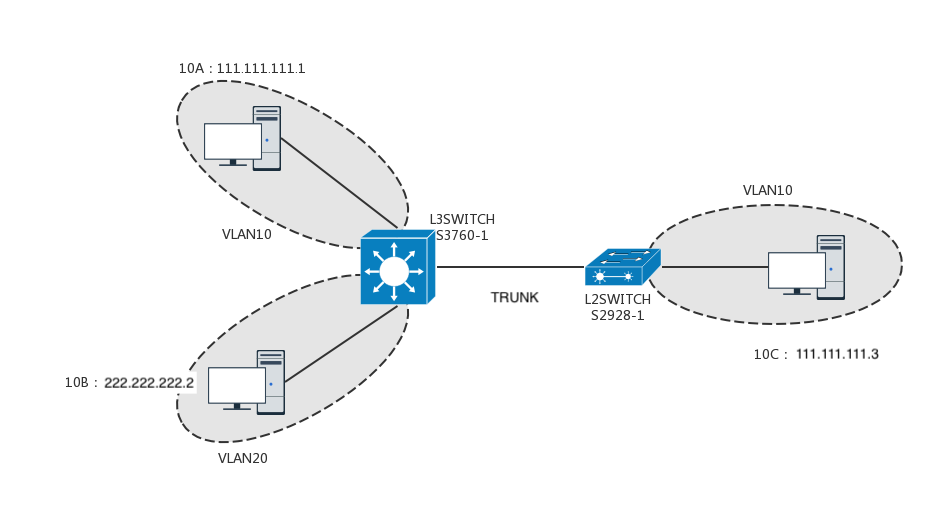 10A : 111.111.111.1
VLAN10
L3SWITCH
S3760-1
VLAN10
TRUNK
L2SWITCH
S2928-1
10C : 111.111.111.3
10B : 222.222.222.2
VLAN20